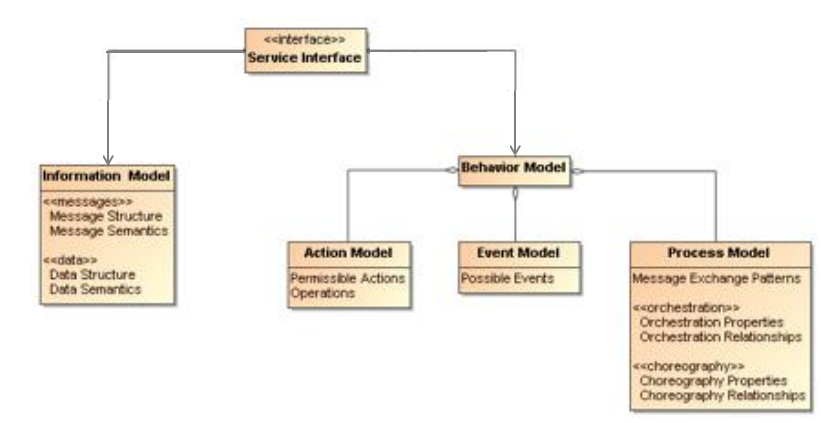 <<interface>>
Service Interface
Information Model
<<messages>>
Message Structure
Message Semantics
<<data>>
Data Structure
Data Semantics
Behavior Model
Action Model
Permissible Actions
Operations
Event Model
Possible Events
Process Model
Message Exchange Patterns
<<orchestration>>
Orchestration Properties
Orchestration Relationships
<<choreography>>
Choreography Properties
Choreography Relationships